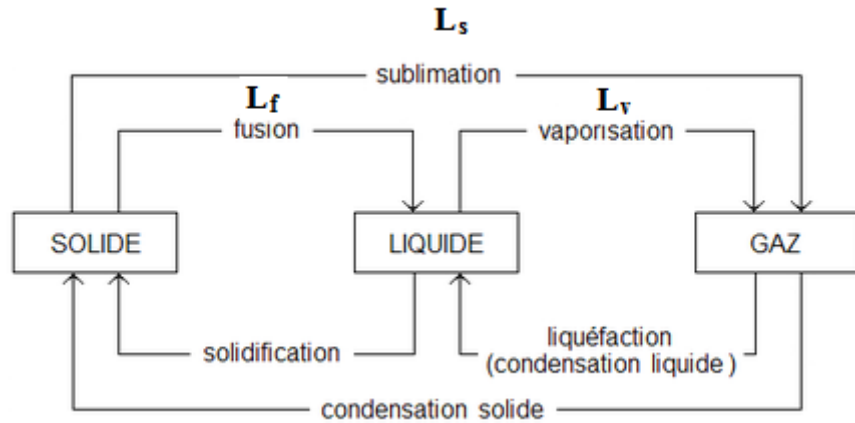 Ls
sublimation
Lf
Lv
fusion
vaporisation
SOLIDE
LIQUIDE
GAZ
solidification
liquéfaction
(condensation liquide)
condensation solide